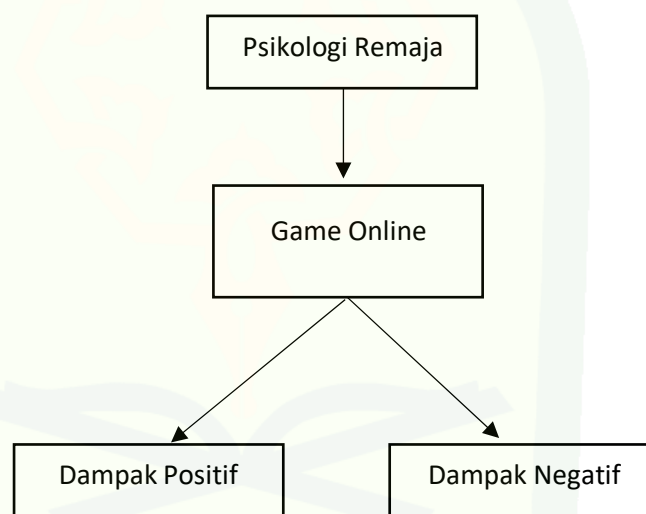 Psikologi Remaja
Game Online
Dampak Positif
Dampak Negatif